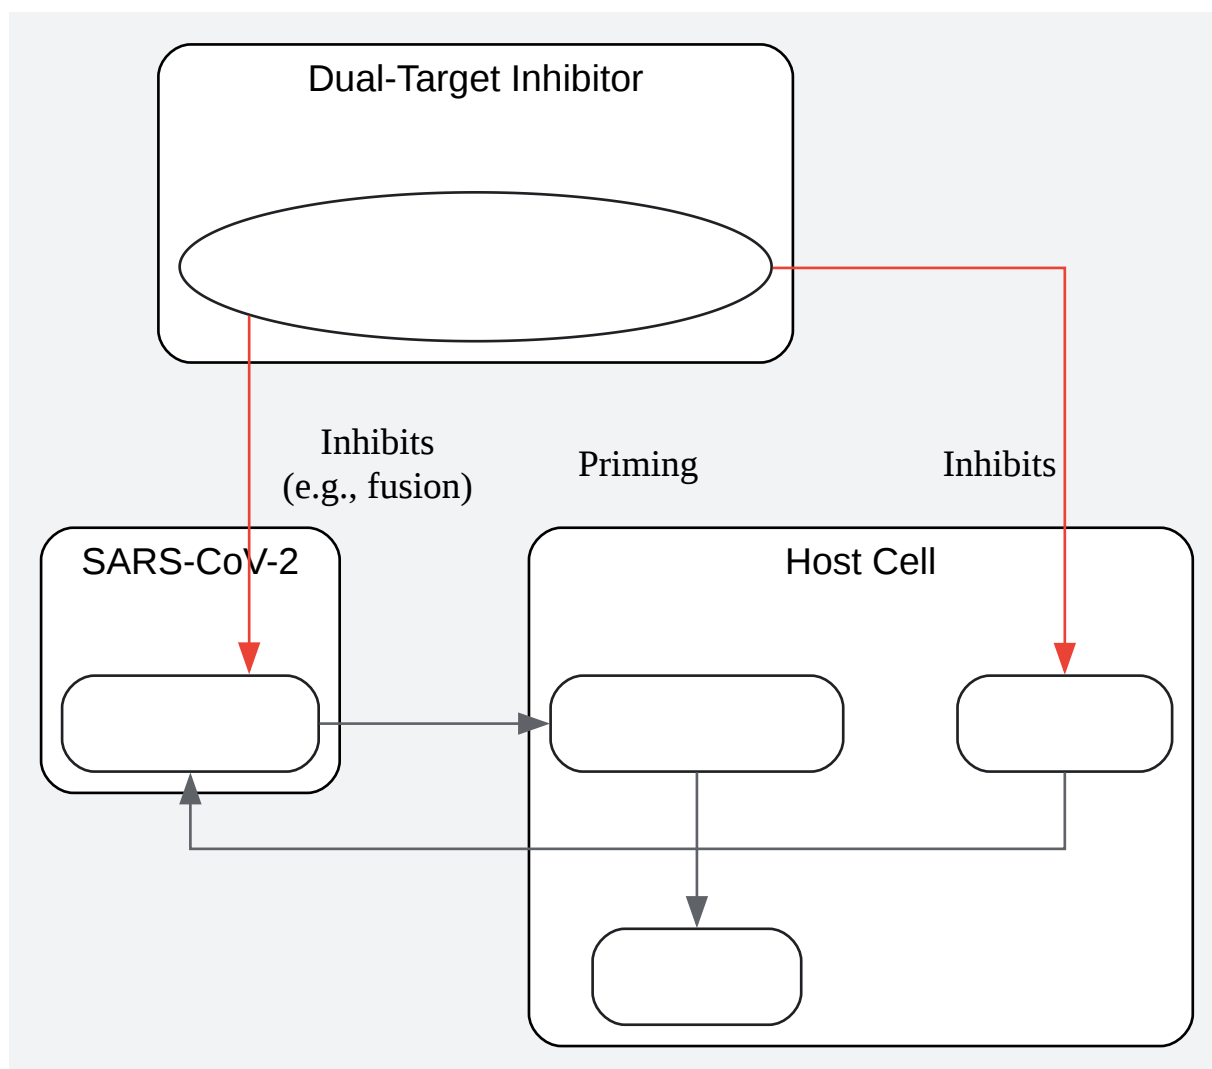 Dual-Target Inhibitor
Inhibits
(e.g., fusion)
Priming
Inhibits
SARS-CoV-2
Host Cell